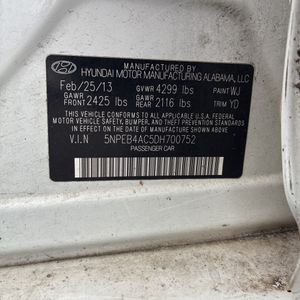 MANUFACTURED BY
HYUNDAI MOTOR MANUFACTURING ALABAMA, LLC
Feb/25/13 GVWR 4299 lbs PAINT WJ
GAWR FRONT 2425 lbs GAWR REAR 2116 lbs TRIM YD
THIS VEHICLE CONFORMS TO ALL APPLICABLE
U.S. FEDERAL MOTOR VEHICLE SAFETY, BUMPER,
AND THEFT PREVENTION STANDARDS IN EFFECT
ON THE DATE OF MANUFACTURE SHOWN ABOVE.
V.I.N 5NPEB4AC5DH700752
PASSENGER CAR